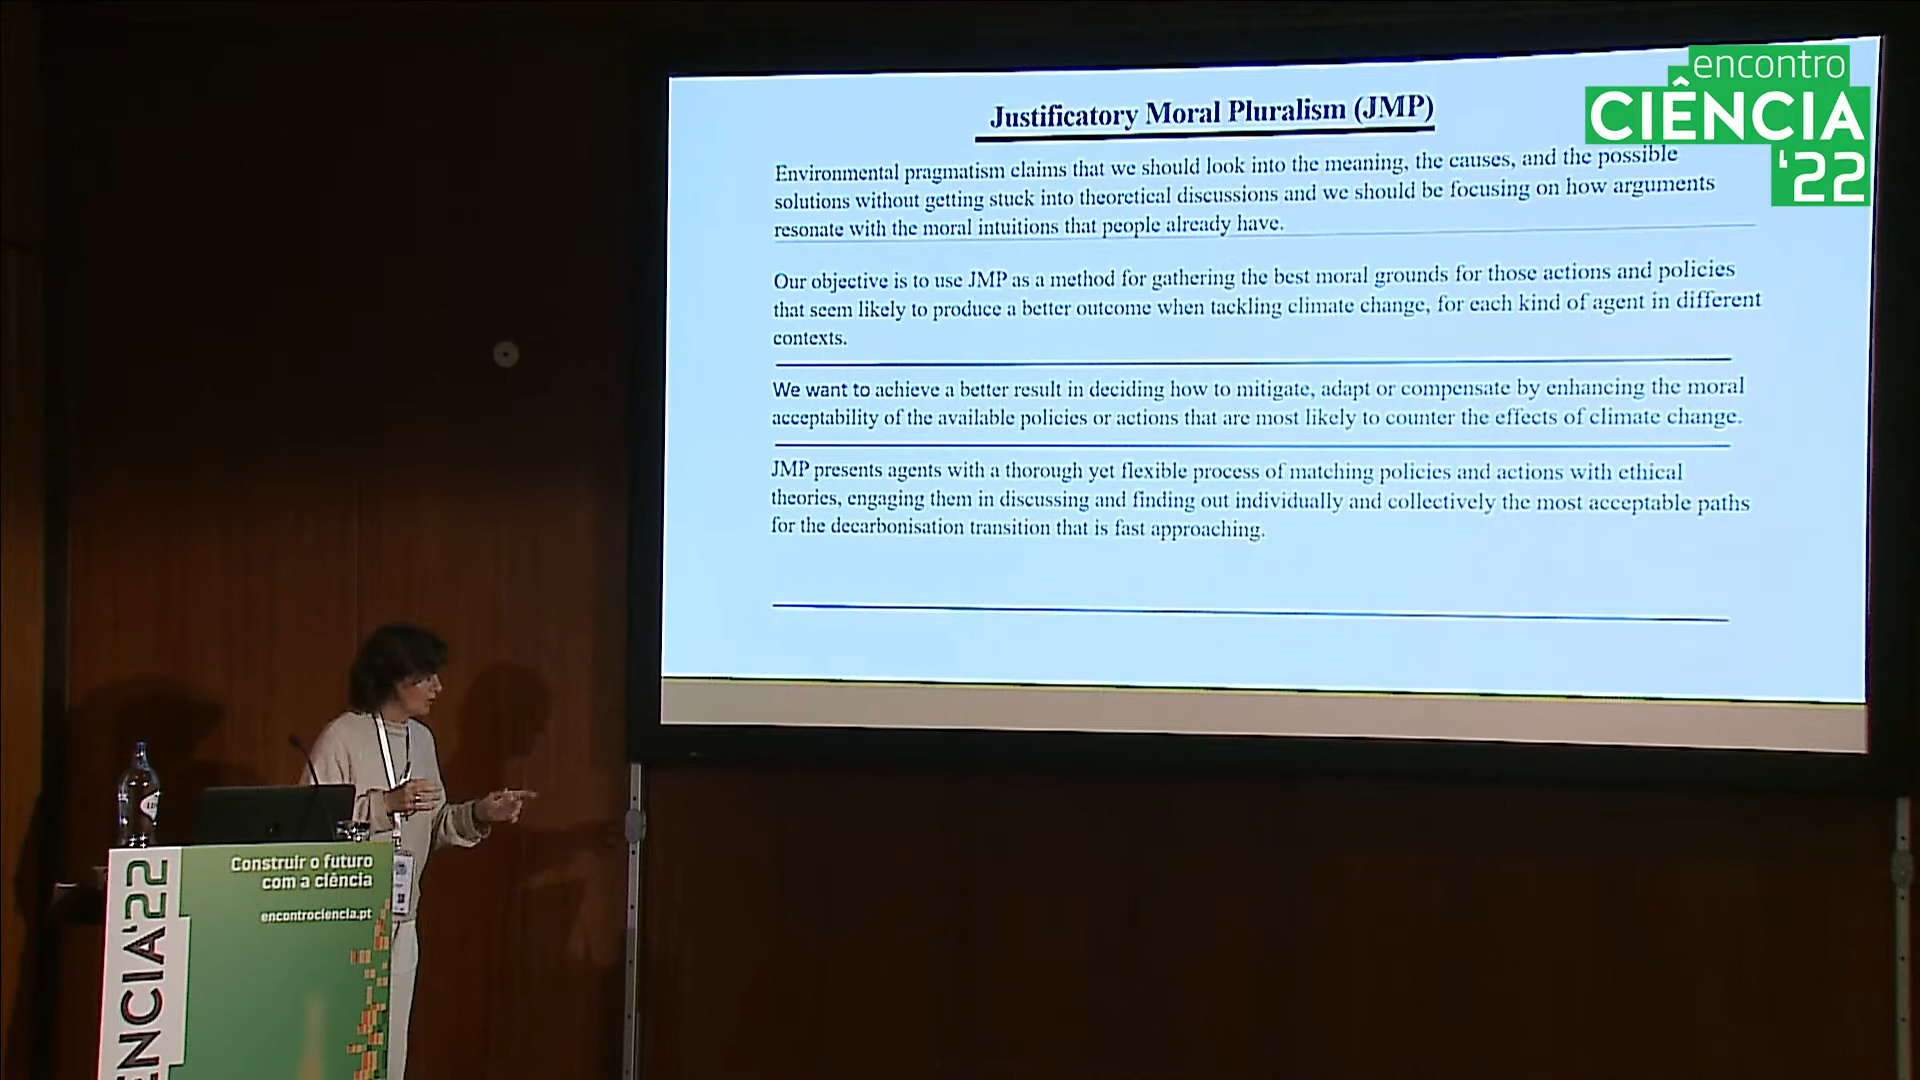 Justificatory Moral Pluralism (JMP)
Environmental pragmatism claims that we should look into the meaning, the causes, and the possible
solutions without getting stuck into theoretical discussions and we should be focusing on how arguments
resonate with the moral intuitions that people already have.
Our objective is to use JMP as a method for gathering the best moral grounds for those actions and policies
that seem likely to produce a better outcome when tackling climate change, for each kind of agent in different
contexts.
We want to achieve a better result in deciding how to mitigate, adapt or compensate by enhancing the moral
acceptability of the available policies or actions that are most likely to counter the effects of climate change.
JMP presents agents with a thorough yet flexible process of matching policies and actions with ethical
theories, engaging them in discussing and finding out individually and collectively the most acceptable paths
for the decarbonisation transition that is fast approaching.
encontro
CIÊNCIA
'22
Construir o futuro
com a ciência
encontrociencia.pt
ÊNCIA'22